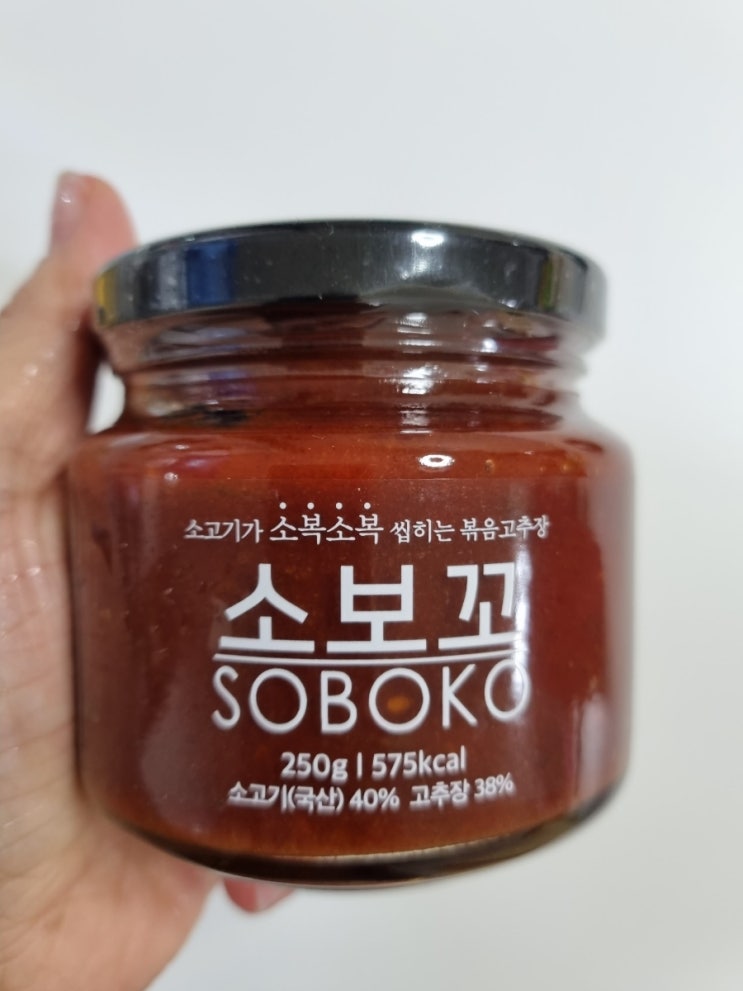 소고기가 소복소복 씹히는 볶음고추장
소보꼬
SOBOKO
250g | 575kcal
소고기(국산) 40% 고추장 38%